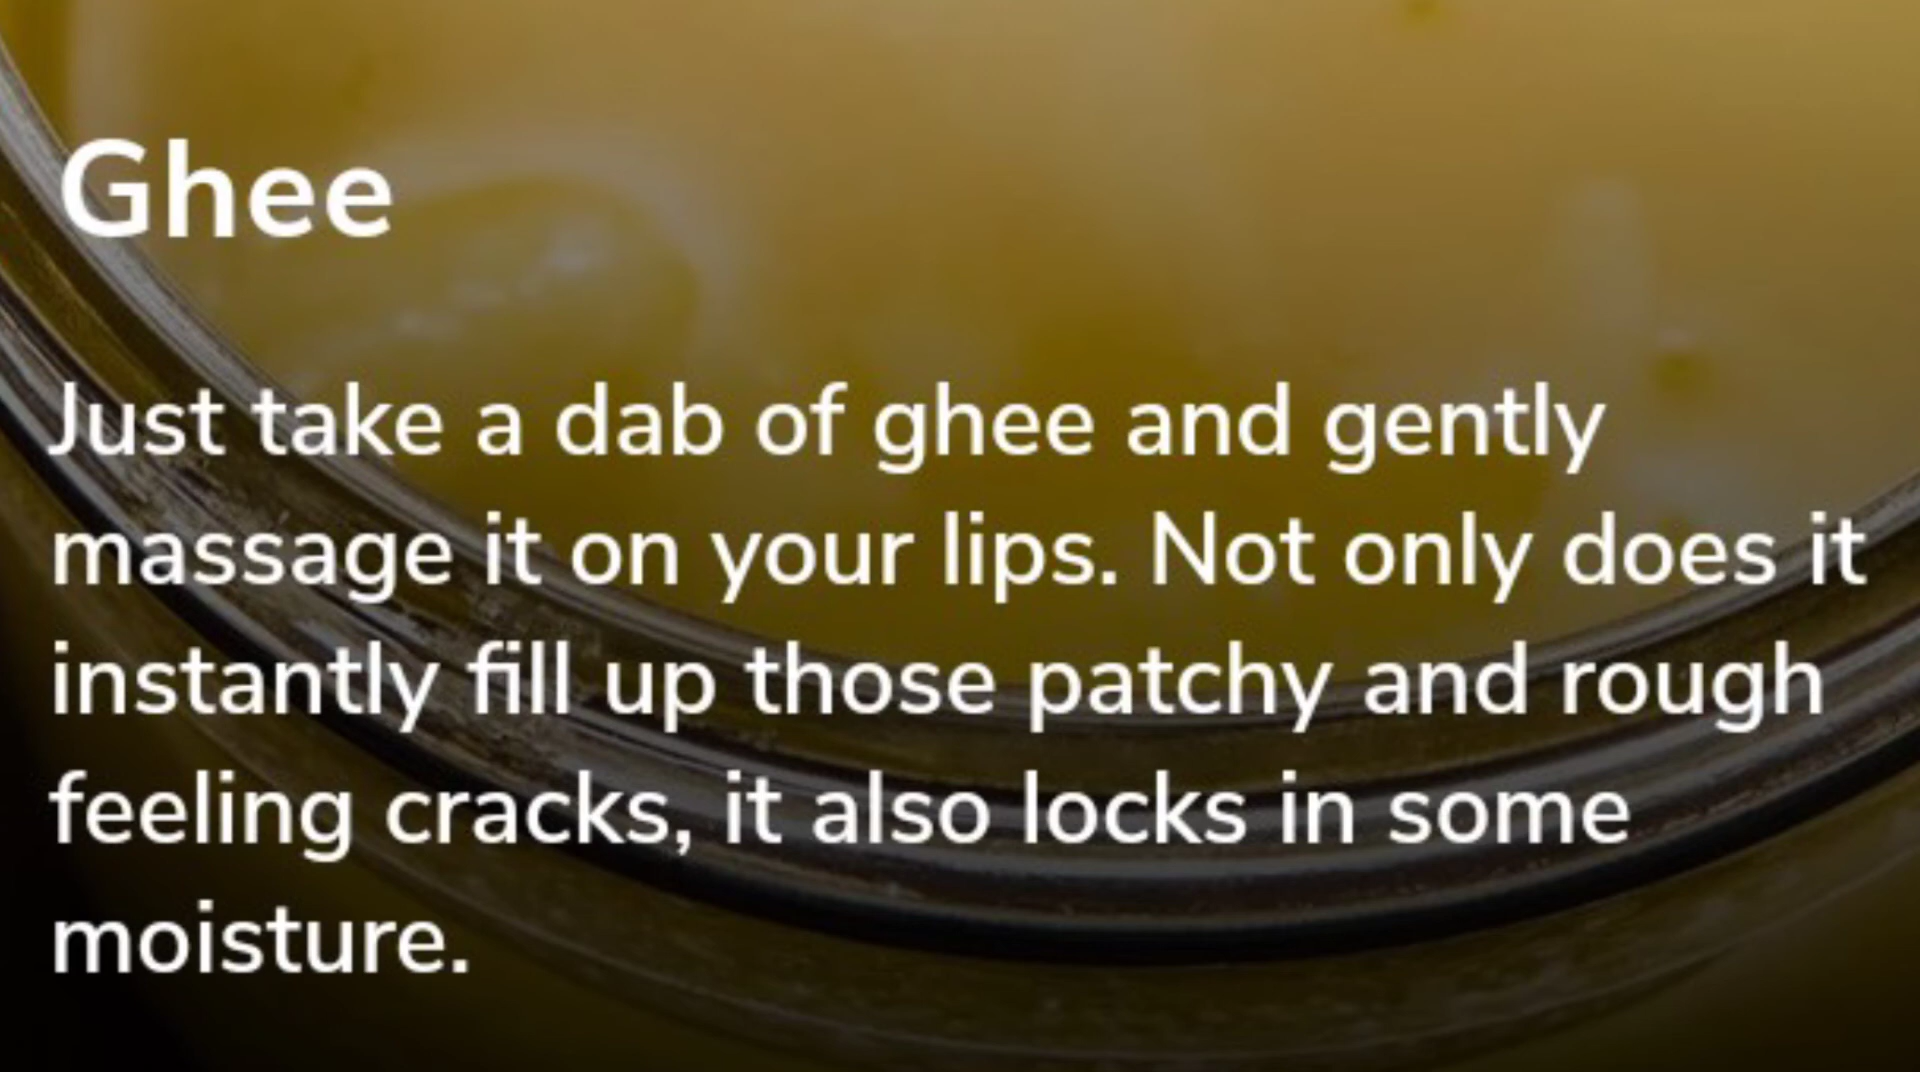 Ghee
Just take a dab of ghee and gently
massage it on your lips. Not only does it
instantly fill up those patchy and rough
feeling cracks, it also locks in some
moisture.